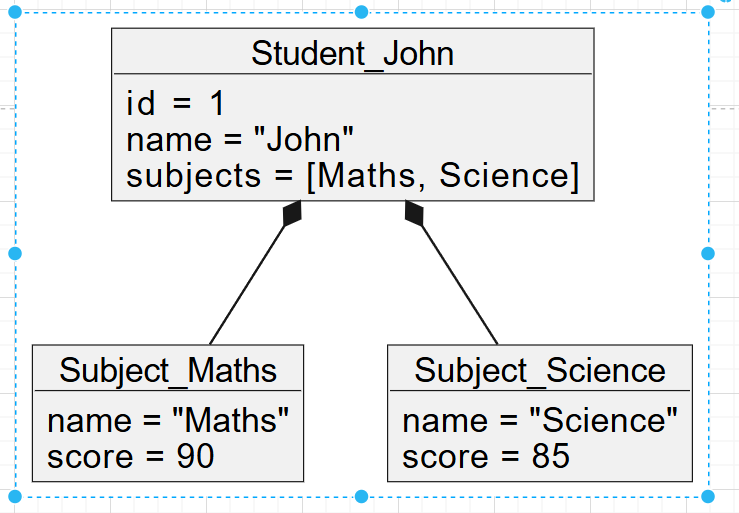 Student_John
id = 1
name = "John"
subjects = [Maths, Science]
Subject_Maths
name = "Maths"
score = 90
Subject_Science
name = "Science"
score = 85